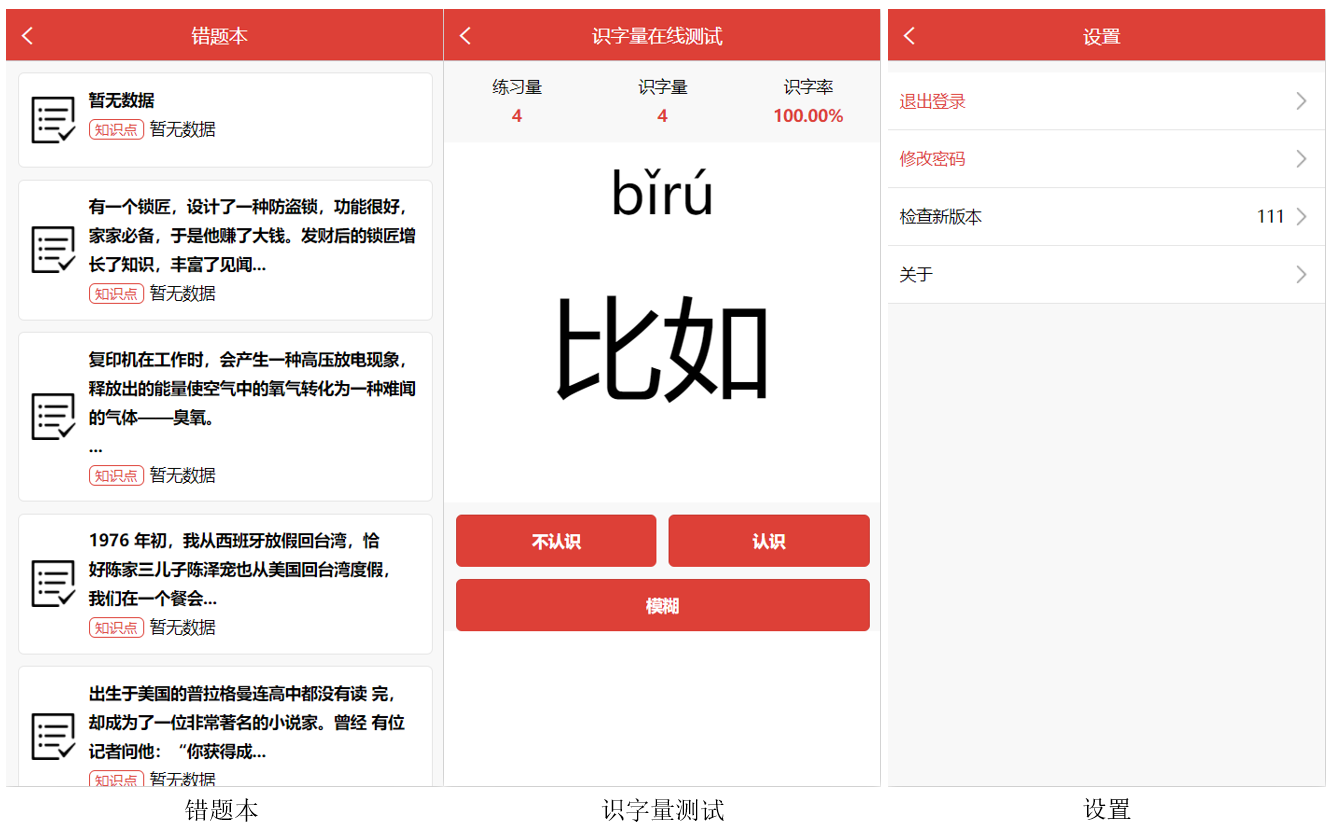 错题本
暂无数据
知识点 暂无数据
有一个锁匠，设计了一种防盗锁，功能很好，
家家必备，于是他赚了大钱。发财后的锁匠增
长了知识，丰富了见闻...
知识点 暂无数据
复印机在工作时，会产生一种高压放电现象，
释放出的能量使空气中的氧气转化为一种难闻
的气体——臭氧。
...
知识点 暂无数据
1976 年初，我从西班牙放假回台湾，恰
好陈家三儿子陈泽宠也从美国回台湾度假，
我们在一个餐会...
知识点 暂无数据
出生于美国的普拉格曼连高中都没有读 完，
却成为了一位非常著名的小说家。曾经 有位
记者问他：“你获得成...
知识点 暂无数据
错题本
识字量在线测试
练习量 识字量 识字率
4 4 100.00%
bǐrú
比如
不认识 认识
模糊
识字量测试
设置
退出登录
修改密码
检查新版本 111
关于
设置